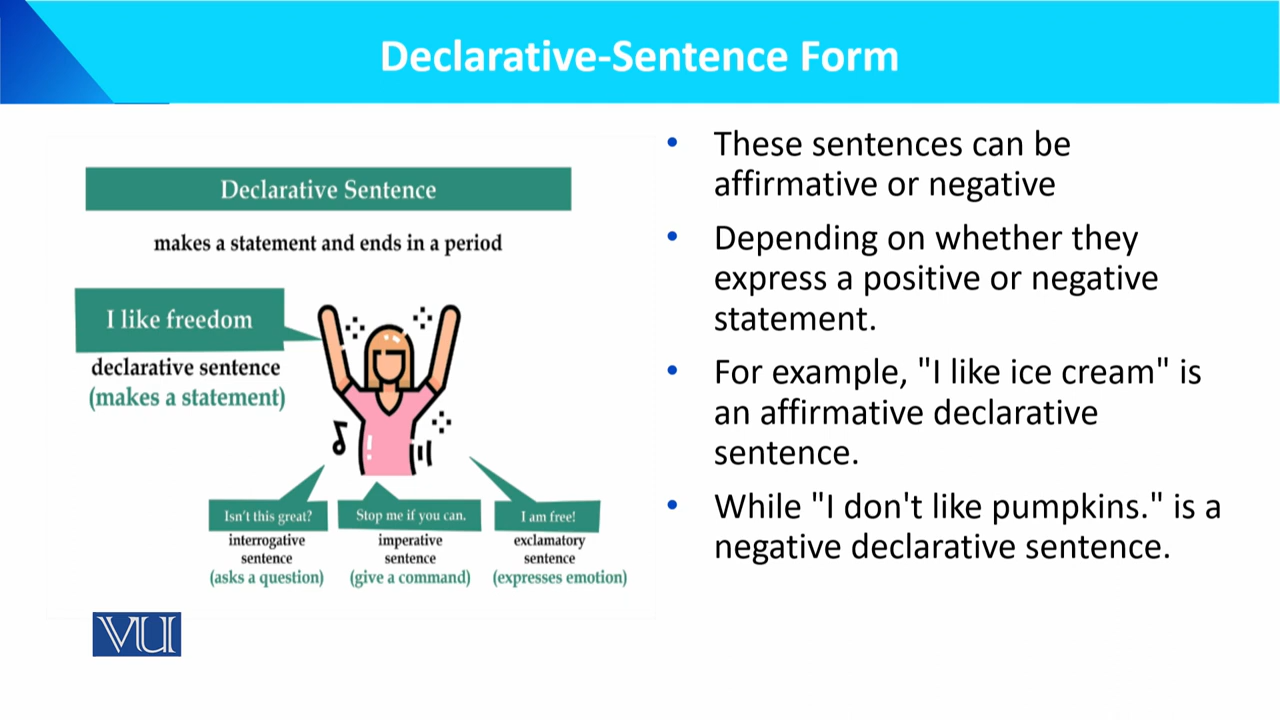 Declarative-Sentence Form
Declarative Sentence
makes a statement and ends in a period
I like freedom
declarative sentence
(makes a statement)
Isn't this great?
interrogative
sentence
(asks a question)
Stop me if you can.
imperative
sentence
(give a command)
I am free!
exclamatory
sentence
(expresses emotion)
• These sentences can be
affirmative or negative
• Depending on whether they
express a positive or negative
statement.
• For example, "I like ice cream" is
an affirmative declarative
sentence.
• While "I don't like pumpkins." is a
negative declarative sentence.
VU